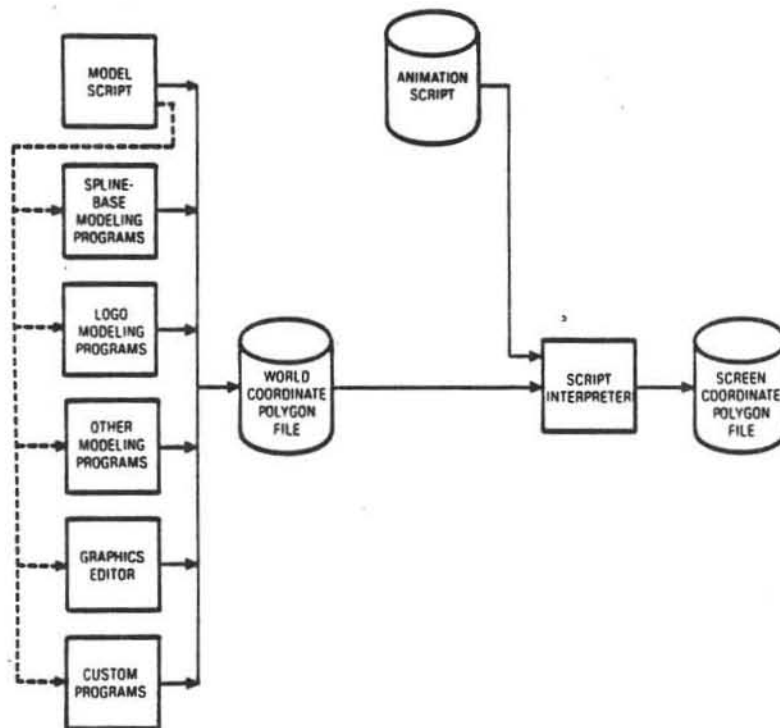 MODEL
SCRIPT
ANIMATION
SCRIPT
SPLINE-
BASE
MODELING
PROGRAMS
LOGO
MODELING
PROGRAMS
WORLD
COORDINATE
POLYGON
FILE
SCRIPT
INTERPRETER
SCREEN
COORDINATE
POLYGON
FILE
OTHER
MODELING
PROGRAMS
GRAPHICS
EDITOR
CUSTOM
PROGRAMS